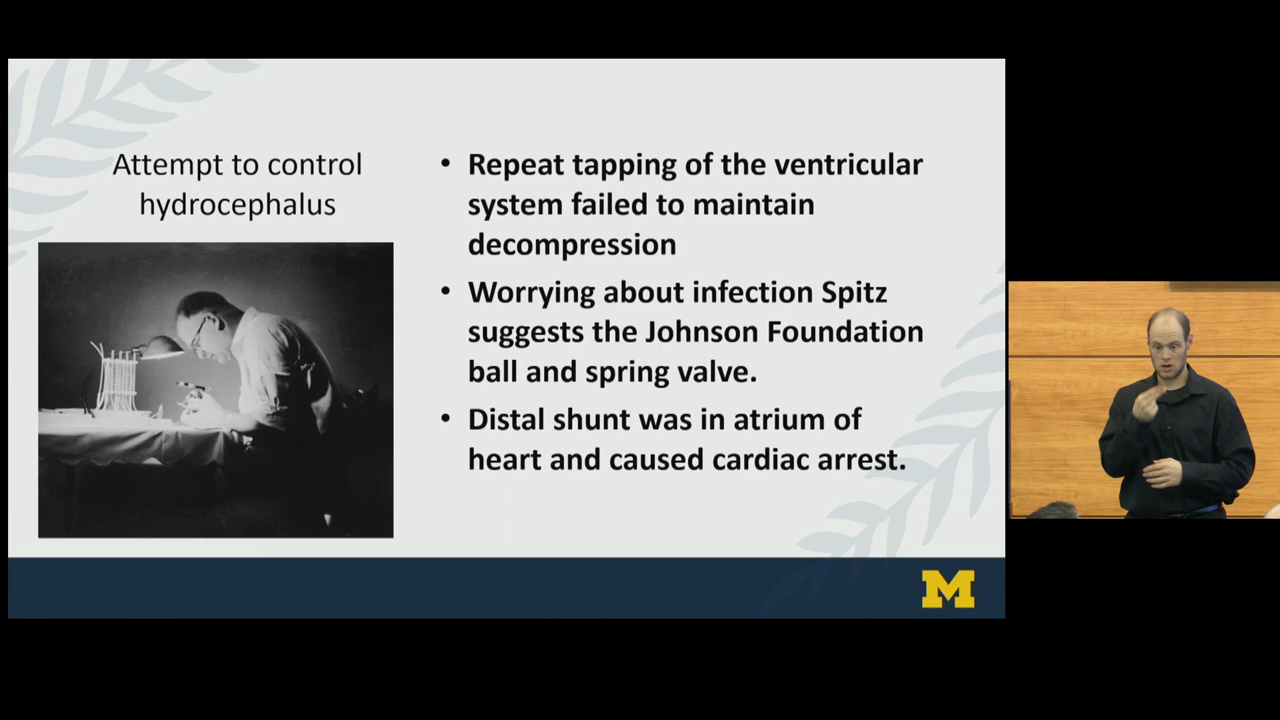 Attempt to control
hydrocephalus
• Repeat tapping of the ventricular
system failed to maintain
decompression
• Worrying about infection Spitz
suggests the Johnson Foundation
ball and spring valve.
• Distal shunt was in atrium of
heart and caused cardiac arrest.
M